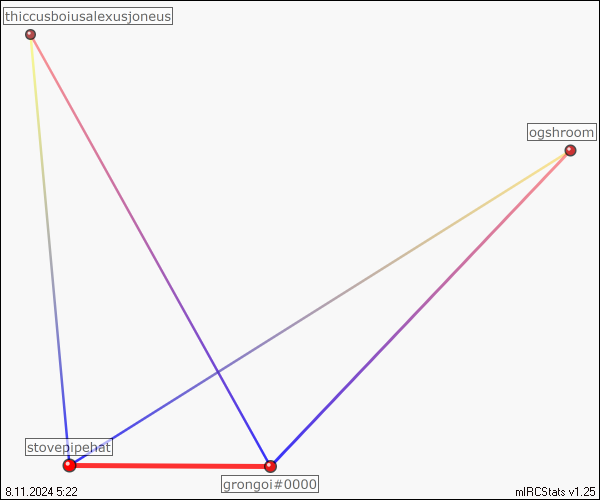 thiccusboiusalexusjoneus
ogshroom
stovepipehat
grongoi#0000
8.11.2024 5:22
mIRCStats v1.25